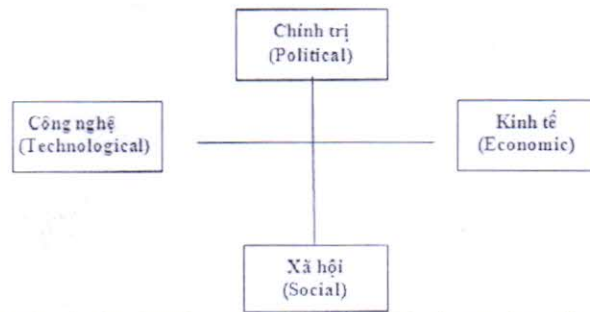 Chính trị
(Political)
Công nghệ
(Technological)
Kinh tế
(Economic)
Xã hội
(Social)